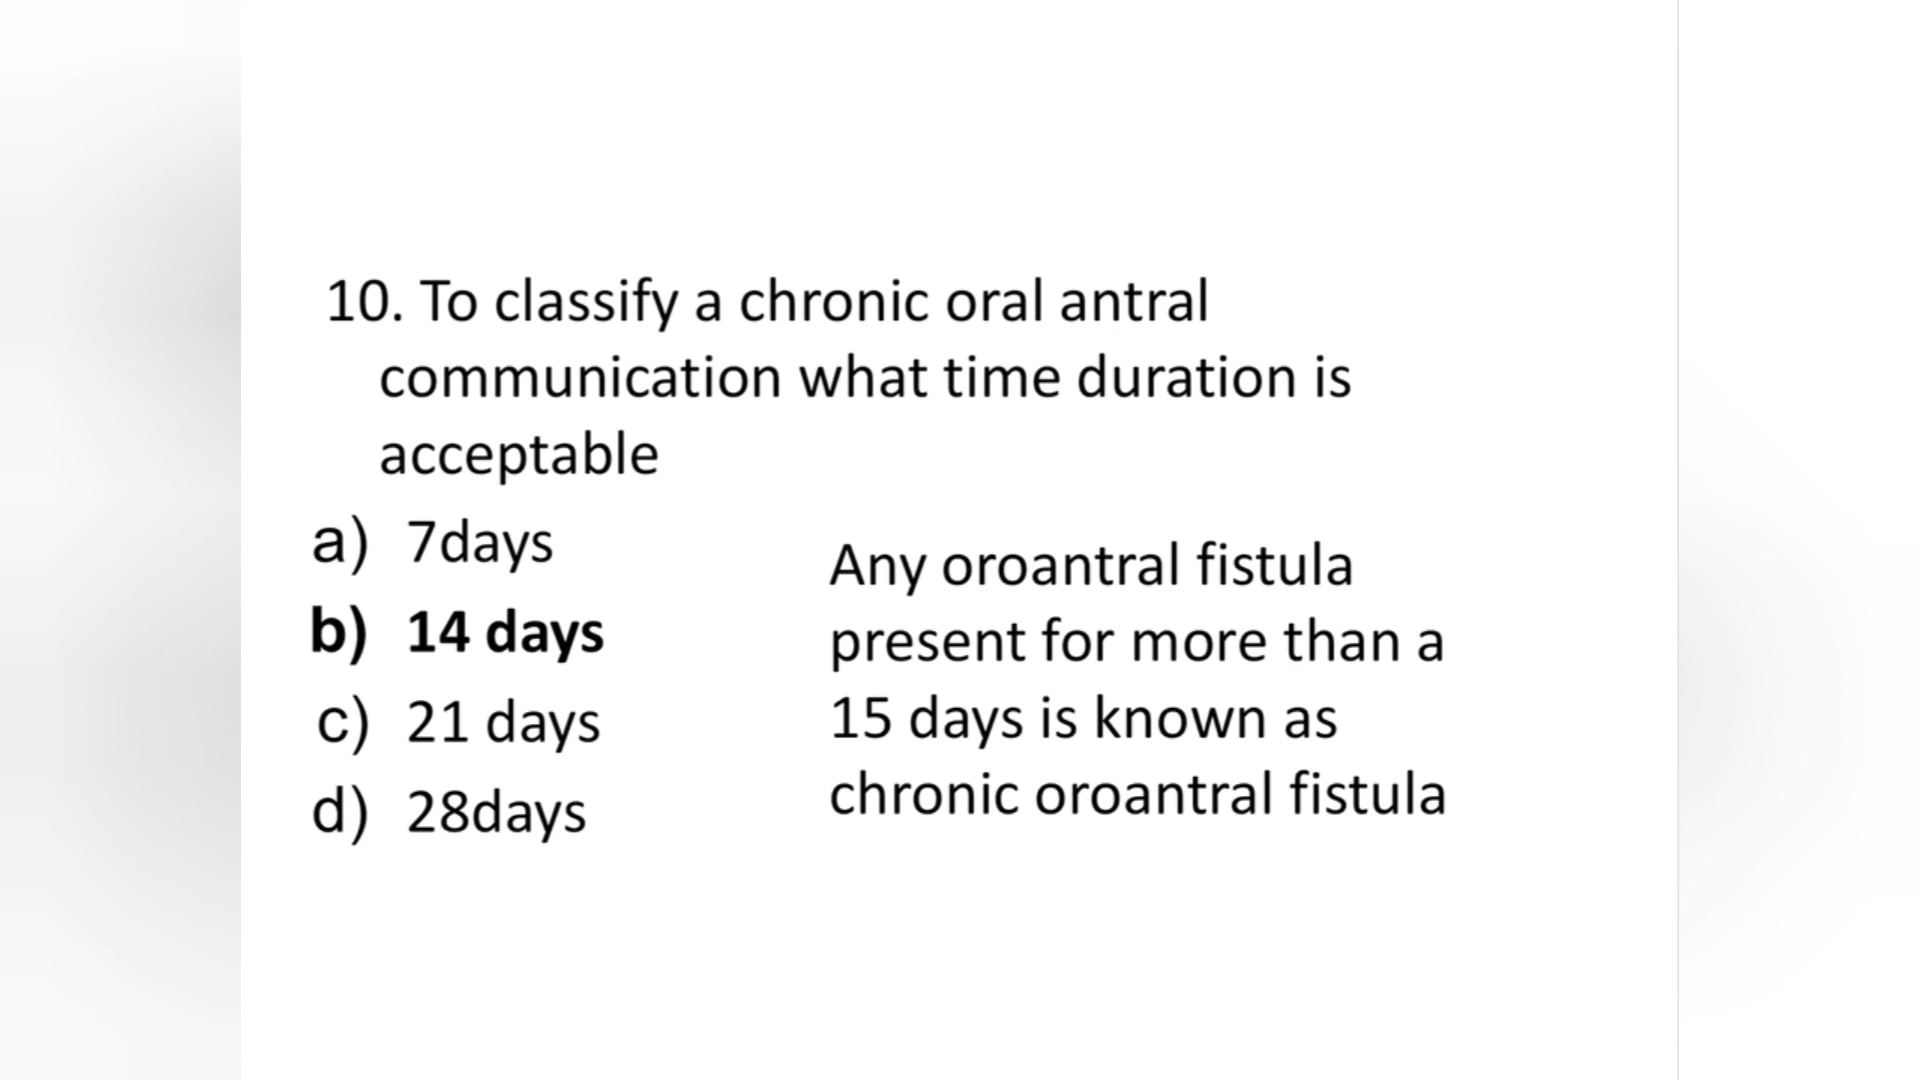 10. To classify a chronic oral antral
communication what time duration is
acceptable
a) 7days
b) 14 days
c) 21 days
d) 28days
Any oroantral fistula
present for more than a
15 days is known as
chronic oroantral fistula